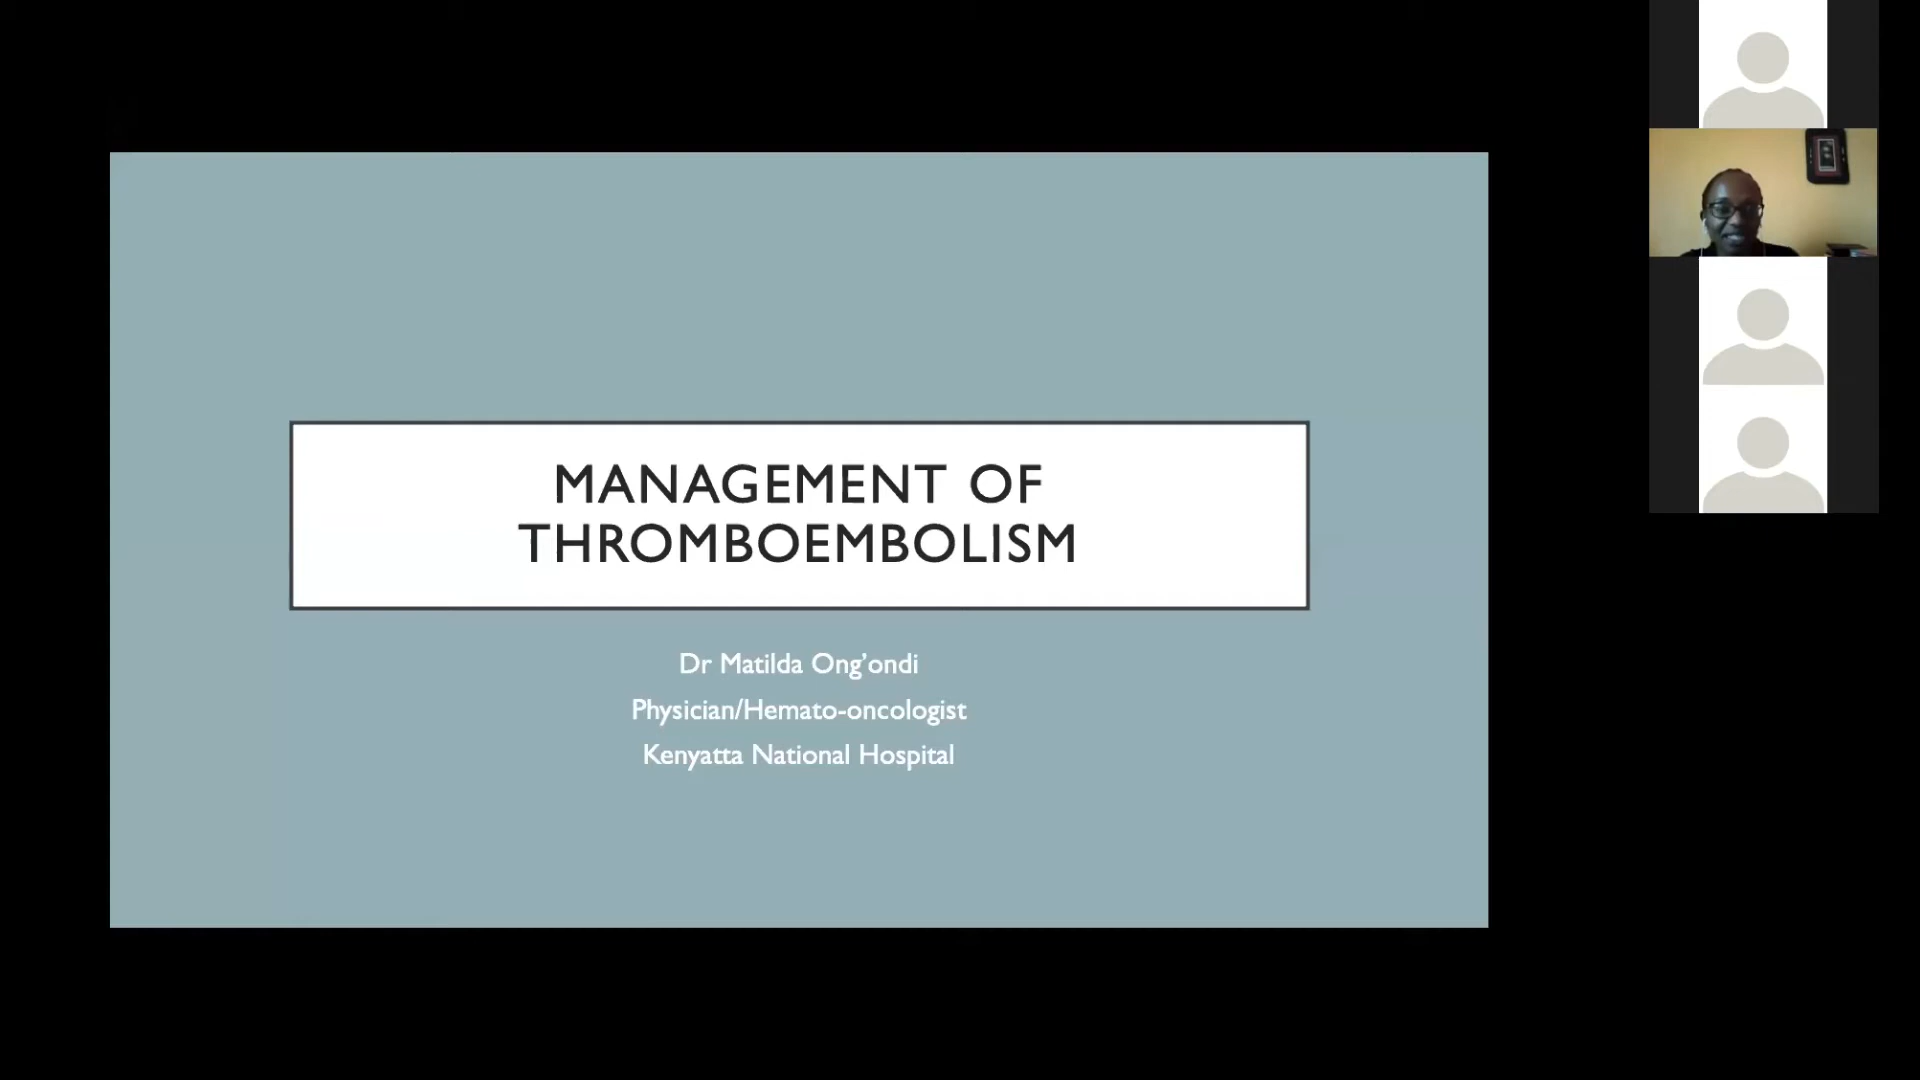 MANAGEMENT OF
THROMBOEMBOLISM
Dr Matilda Ong’ondi
Physician/Hemato-oncologist
Kenyatta National Hospital